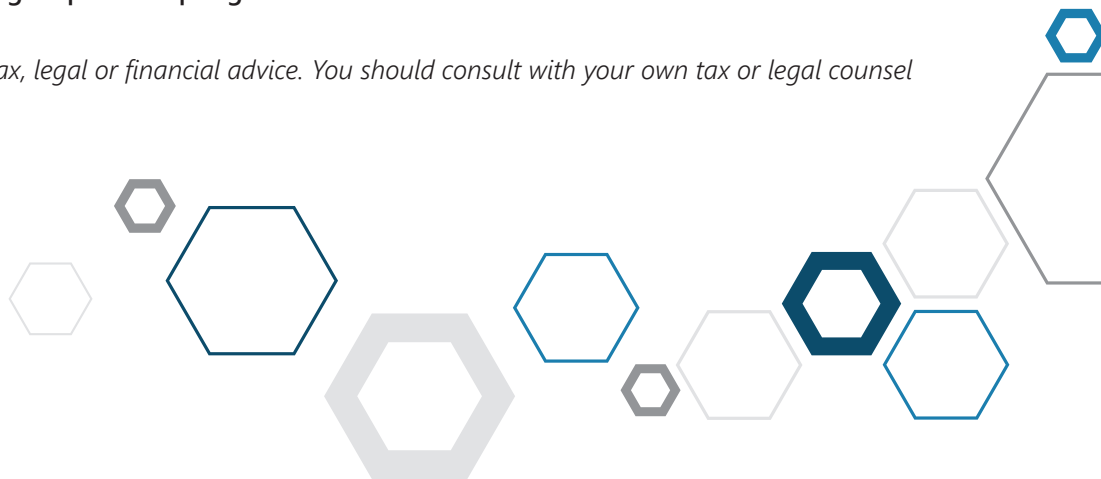 ax, legal or financial advice. You should consult with your own tax or legal counsel